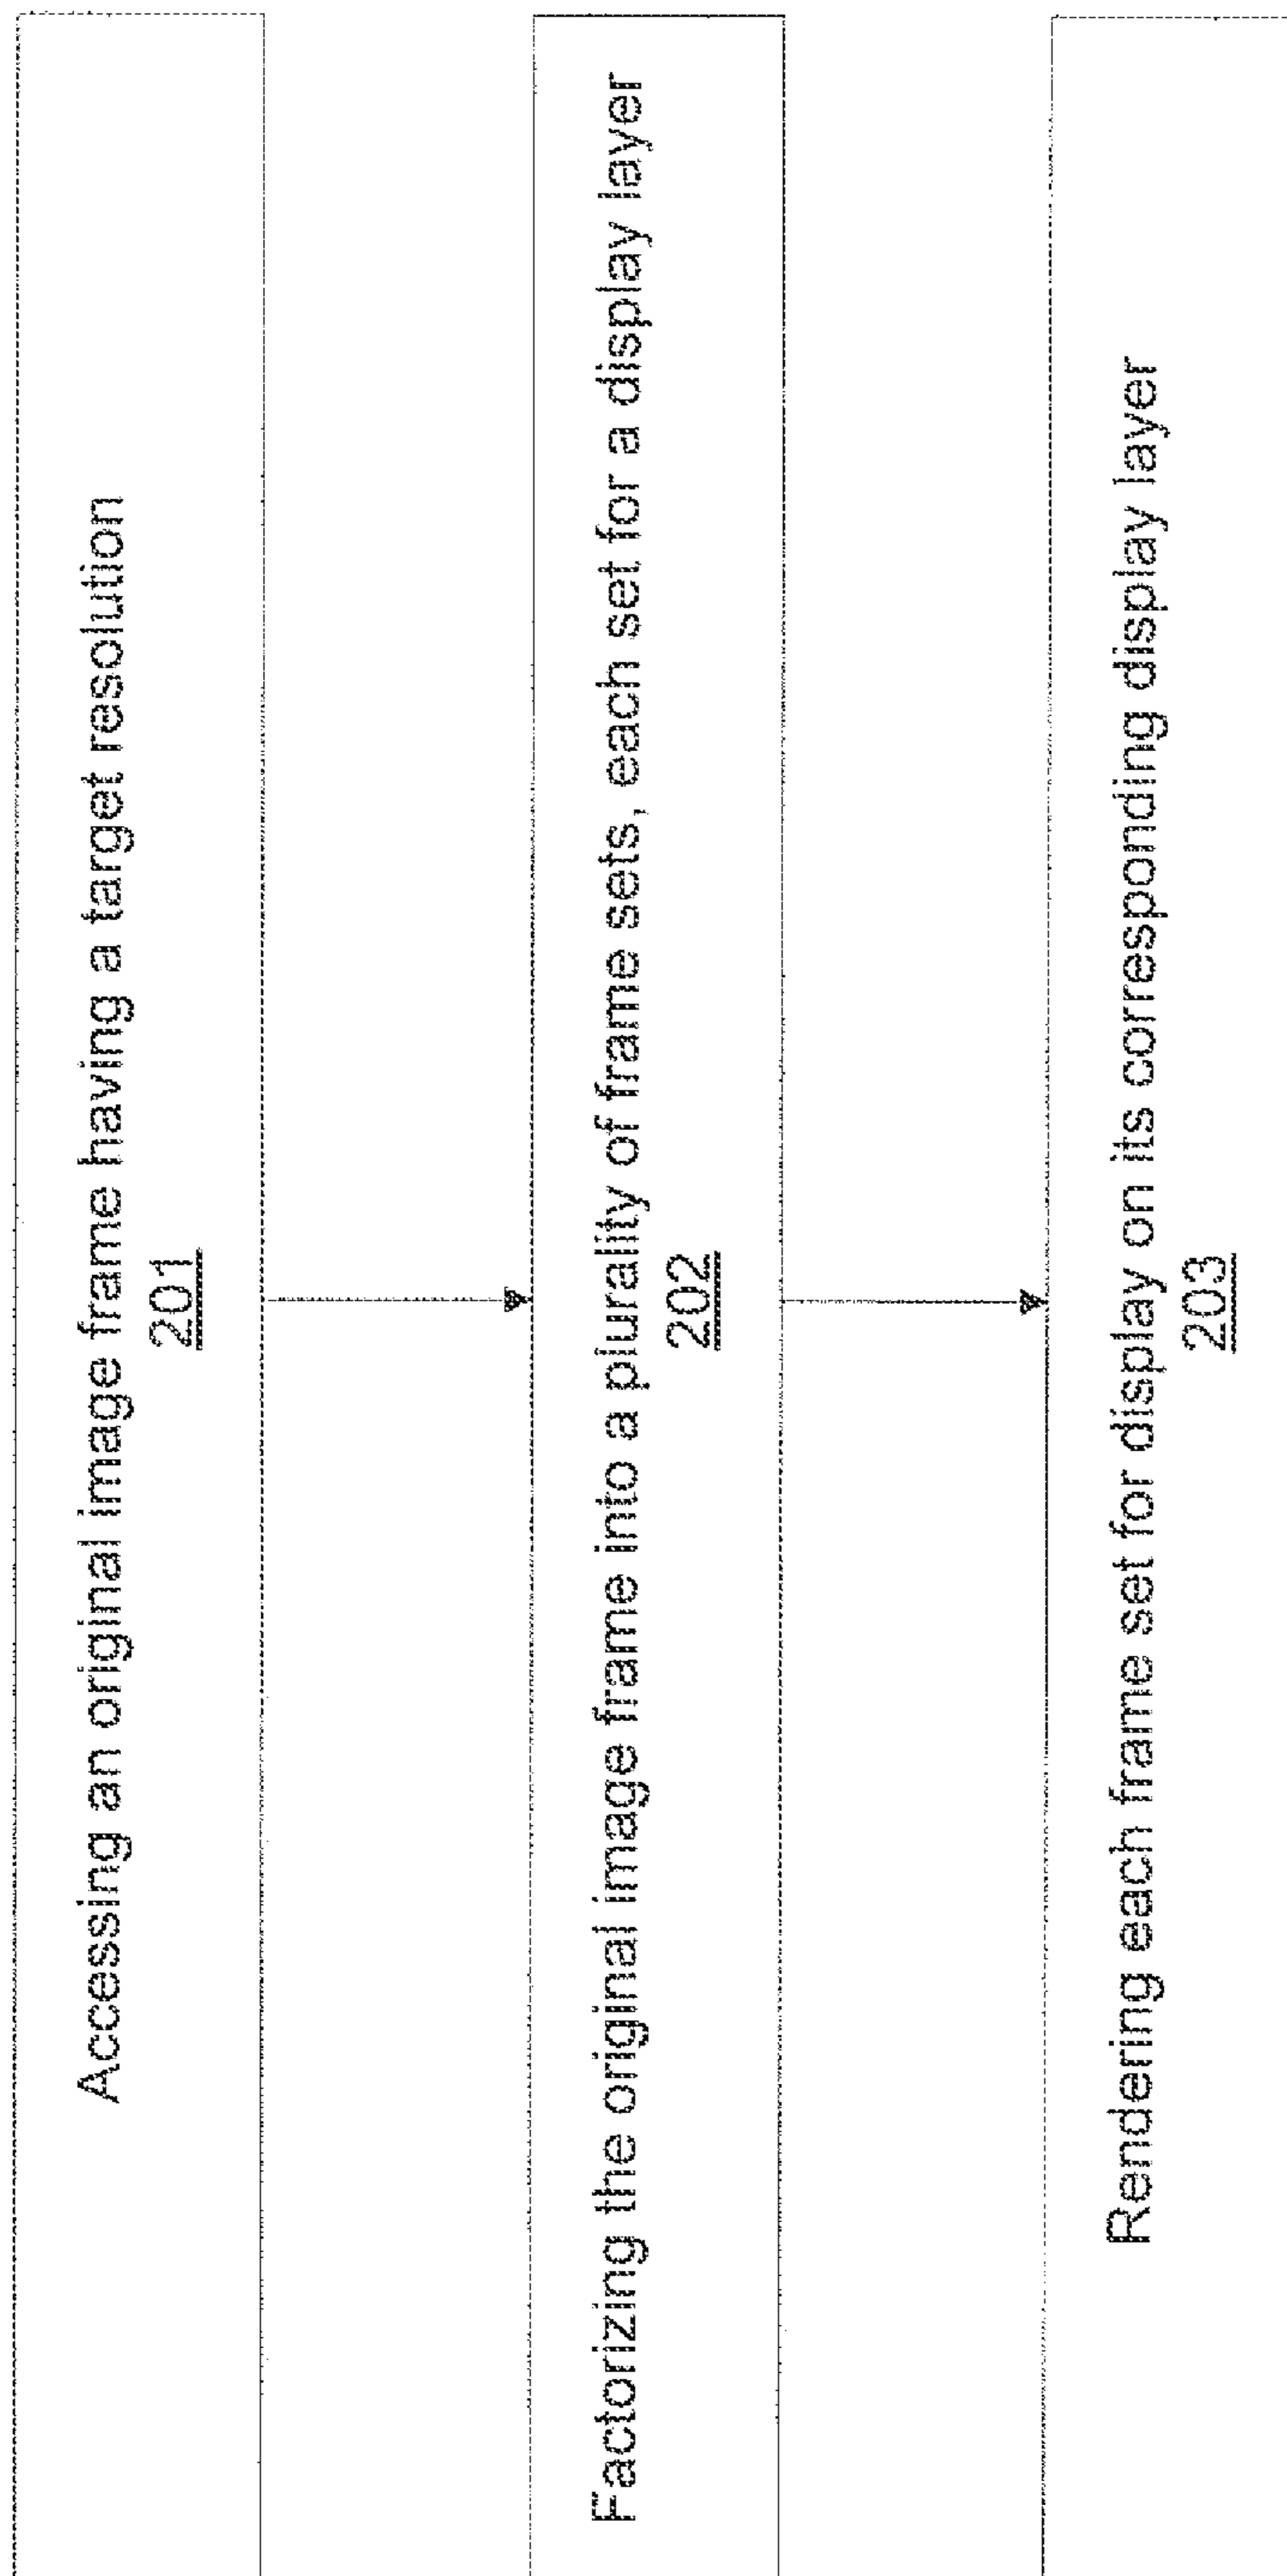 Accessing an original image frame having a target resolution
201
Factorizing the original image frame into a plurality of frame sets, each set for a display layer
202
Rendering each frame set for display on its corresponding display layer
203